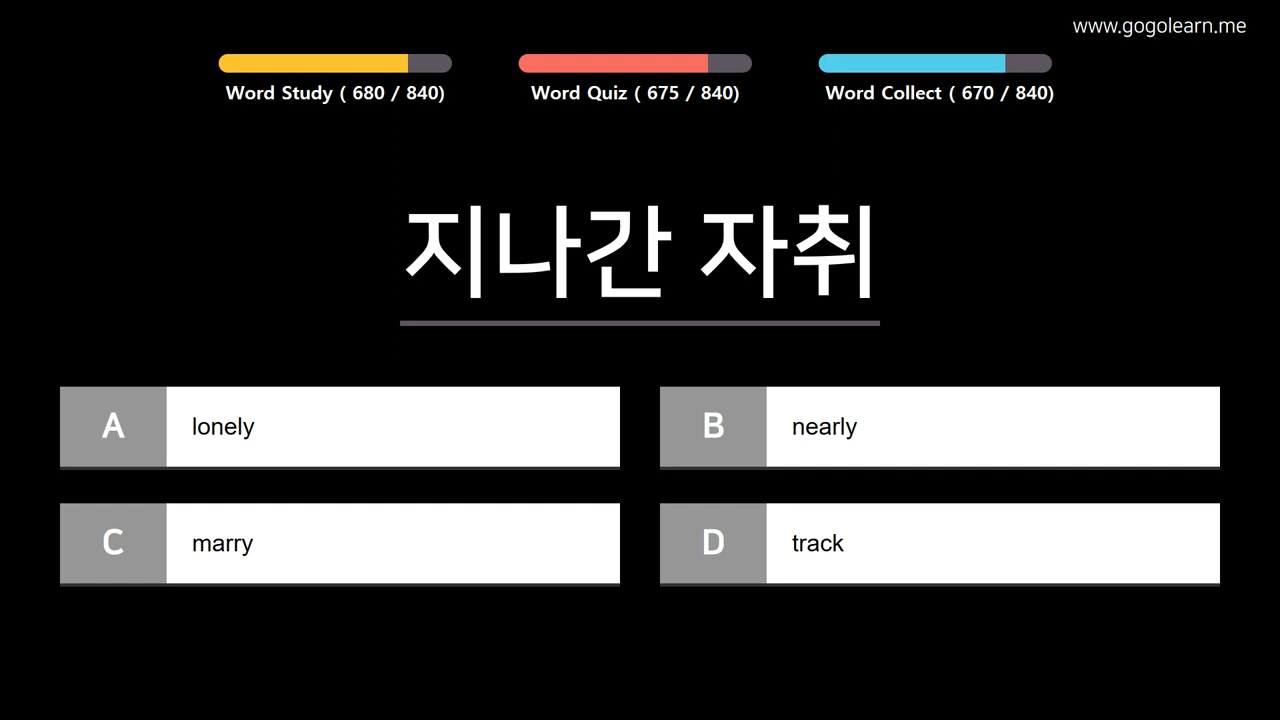 www.gogolearn.me
Word Study ( 680 / 840)
Word Quiz ( 675 / 840)
Word Collect ( 670 / 840)
지나간 자취
A lonely
B nearly
C marry
D track